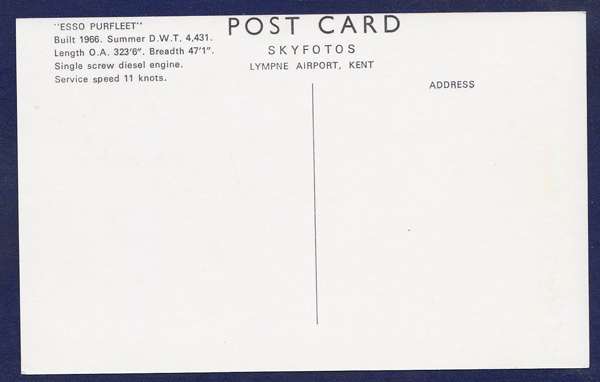 "ESSO PURFLEET"
Built 1966. Summer D.W.T. 4,431.
Length O.A. 323'6". Breadth 47'1".
Single screw diesel engine.
Service speed 11 knots.
POST CARD
SKYFOTOS
LYMPNE AIRPORT, KENT
ADDRESS